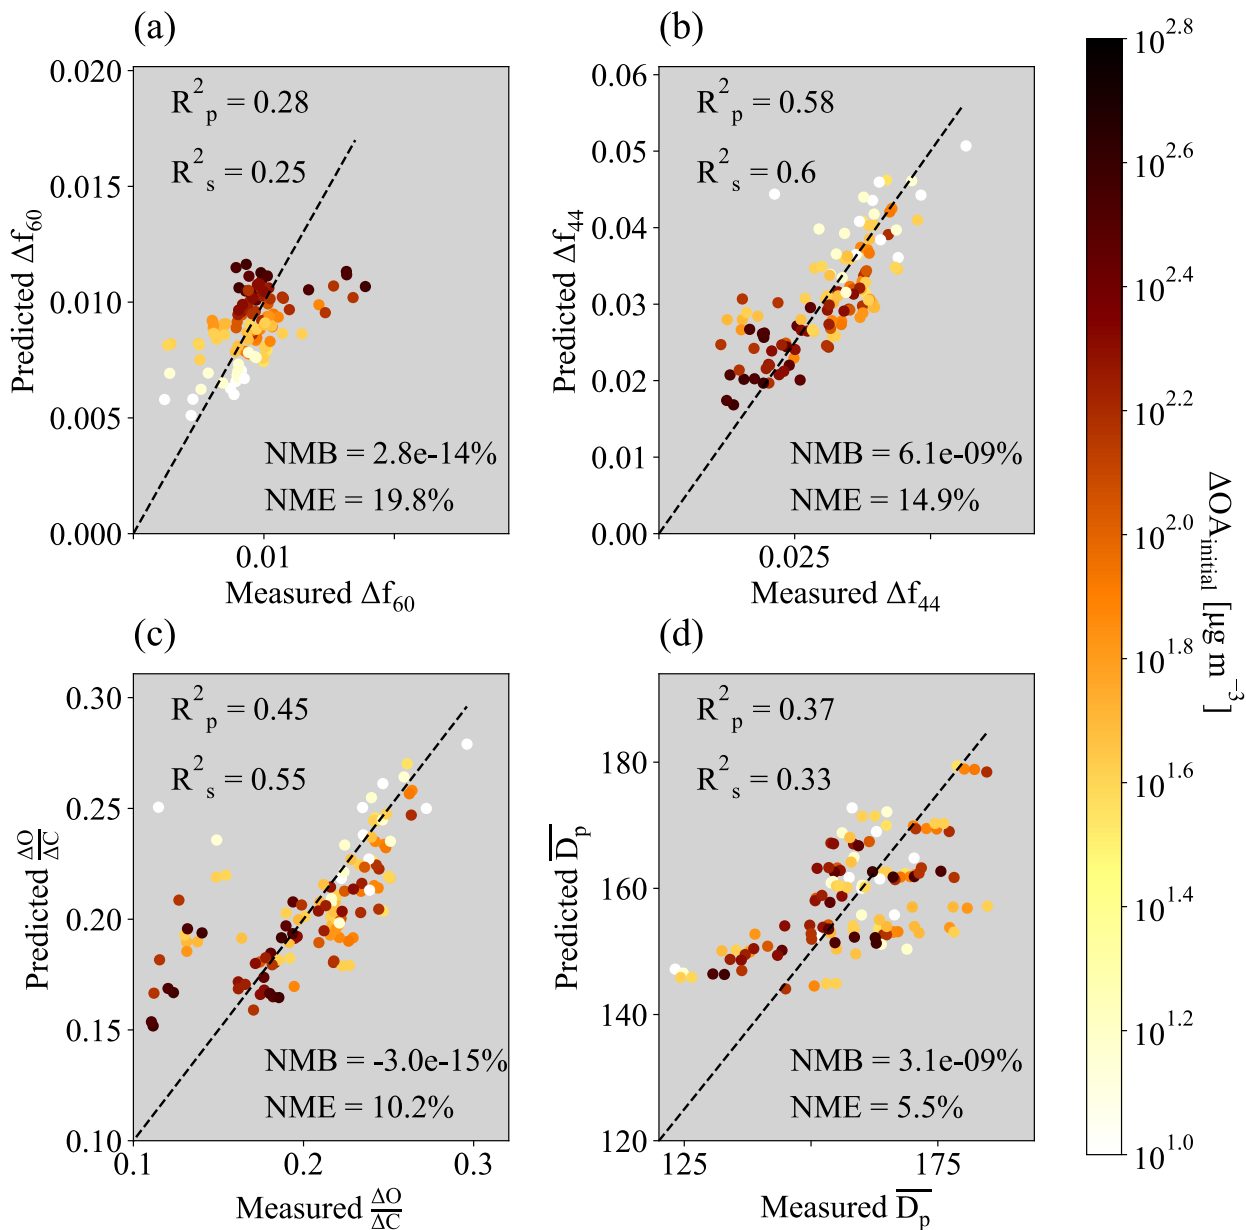 (a)
0.020
0.015
0.010
0.005
0.000
Predicted Δf60
R²p = 0.28
R²s = 0.25
NMB = 2.8e-14%
NME = 19.8%
0.01
Measured Δf60
(b)
0.06
0.05
0.04
0.03
0.02
0.01
0.00
Predicted Δf44
R²p = 0.58
R²s = 0.6
NMB = 6.1e-09%
NME = 14.9%
0.025
Measured Δf44
(c)
0.30
0.25
0.20
0.15
0.10
Predicted ΔO/ΔC
R²p = 0.45
R²s = 0.55
NMB = -3.0e-15%
NME = 10.2%
0.1 0.2 0.3
Measured ΔO/ΔC
(d)
180
160
140
120
Predicted D̅p
R²p = 0.37
R²s = 0.33
NMB = 3.1e-09%
NME = 5.5%
125 175
Measured D̅p
10^2.8
10^2.6
10^2.4
10^2.2
10^2.0
10^1.8
10^1.6
10^1.4
10^1.2
10^1.0
ΔOAinitial [μg m⁻³]